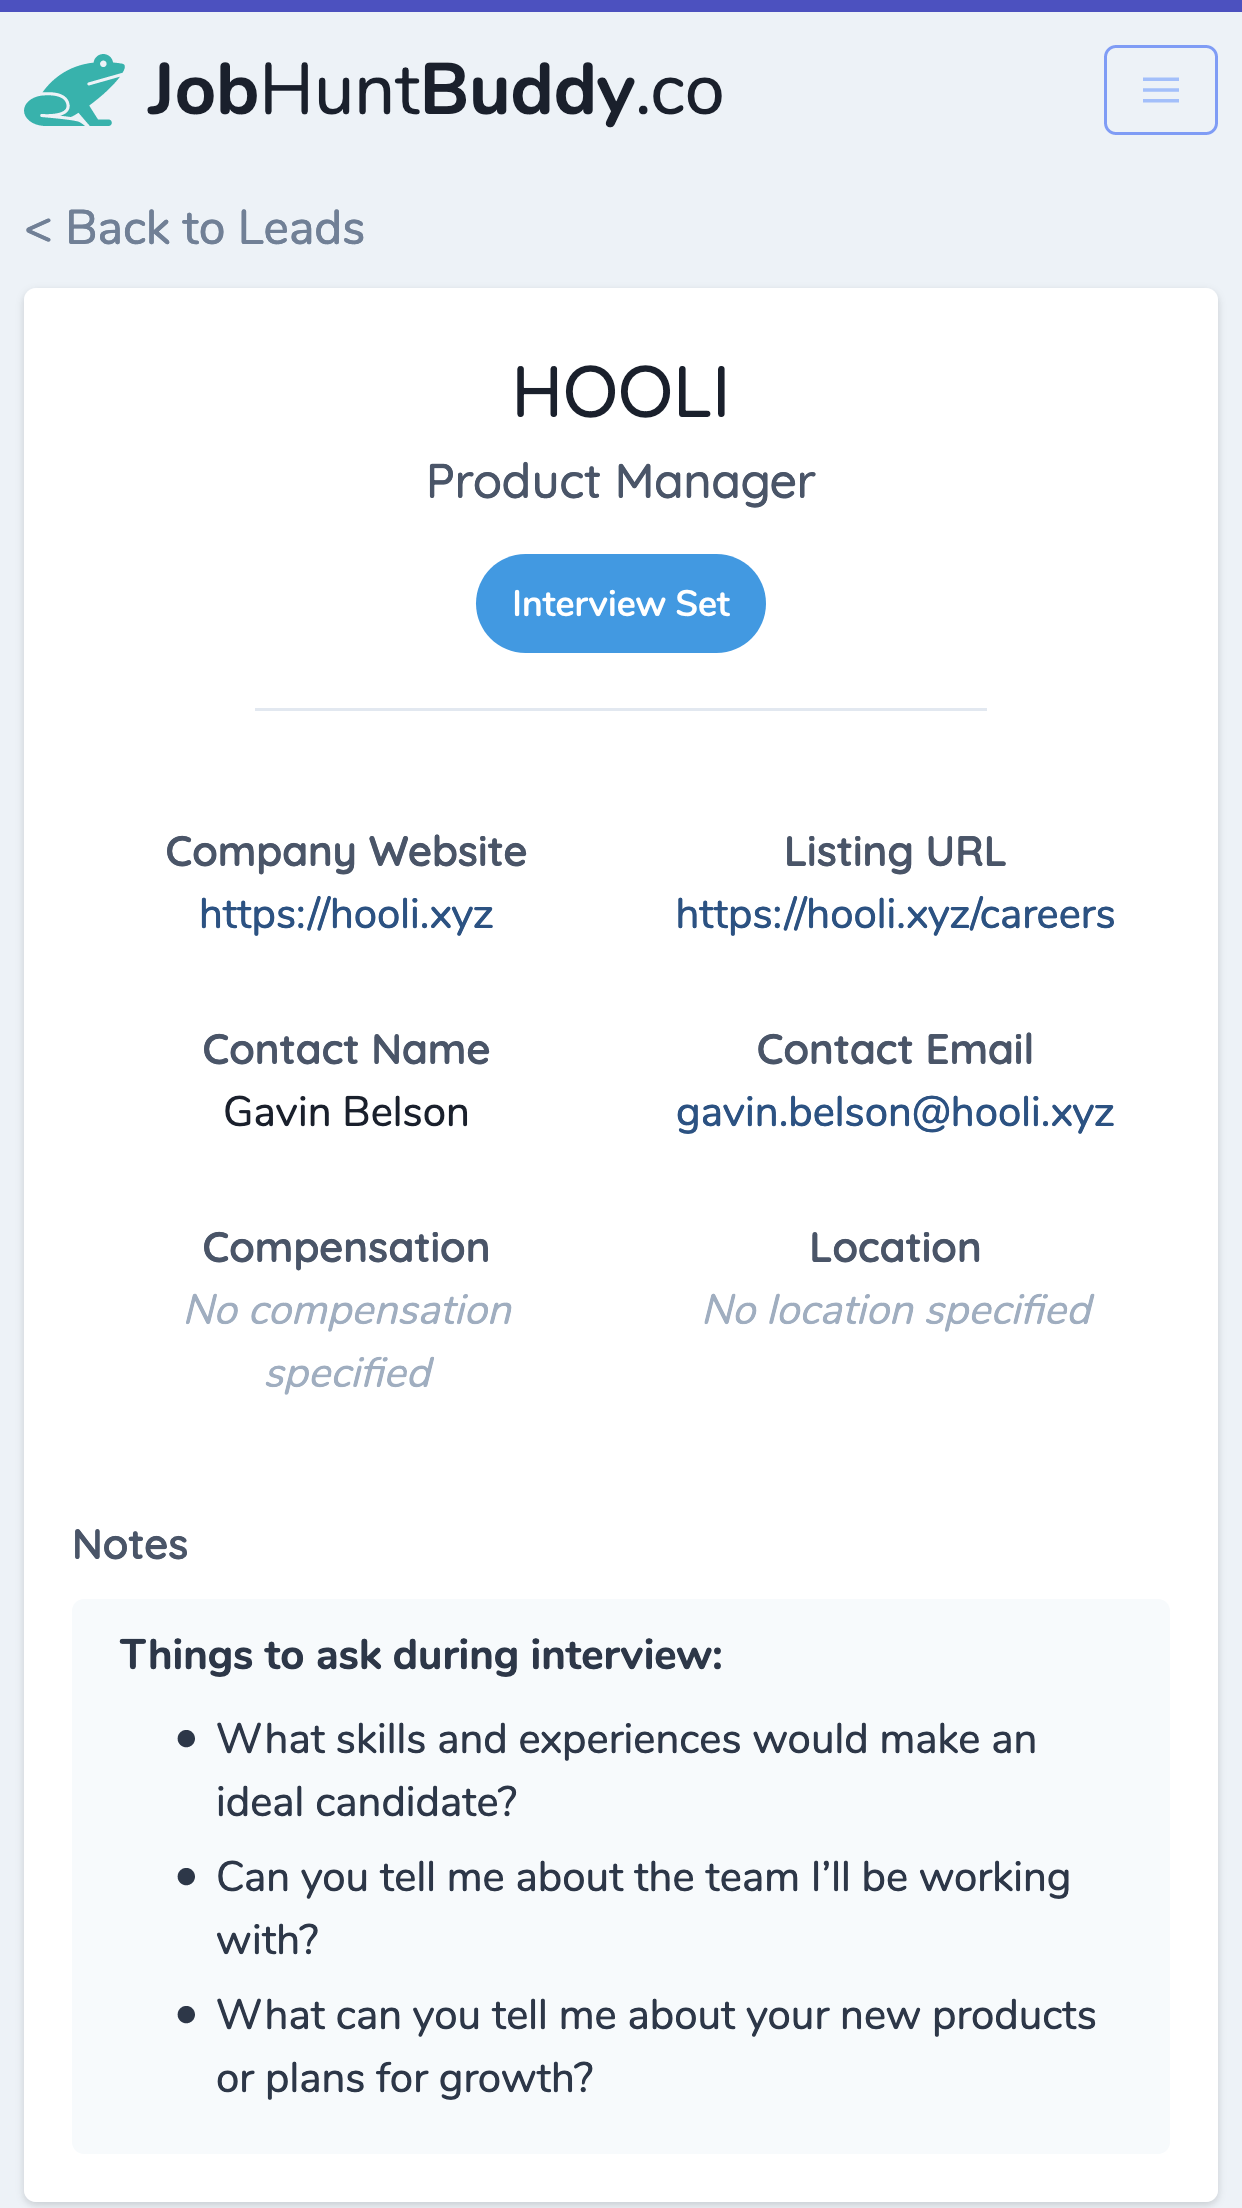 JobHuntBuddy.co
< Back to Leads
HOOLI
Product Manager
Interview Set
Company Website
https://hooli.xyz
Listing URL
https://hooli.xyz/careers
Contact Name
Gavin Belson
Contact Email
gavin.belson@hooli.xyz
Compensation
No compensation
specified
Location
No location specified
Notes
Things to ask during interview:
• What skills and experiences would make an
ideal candidate?
• Can you tell me about the team I’ll be working
with?
• What can you tell me about your new products
or plans for growth?